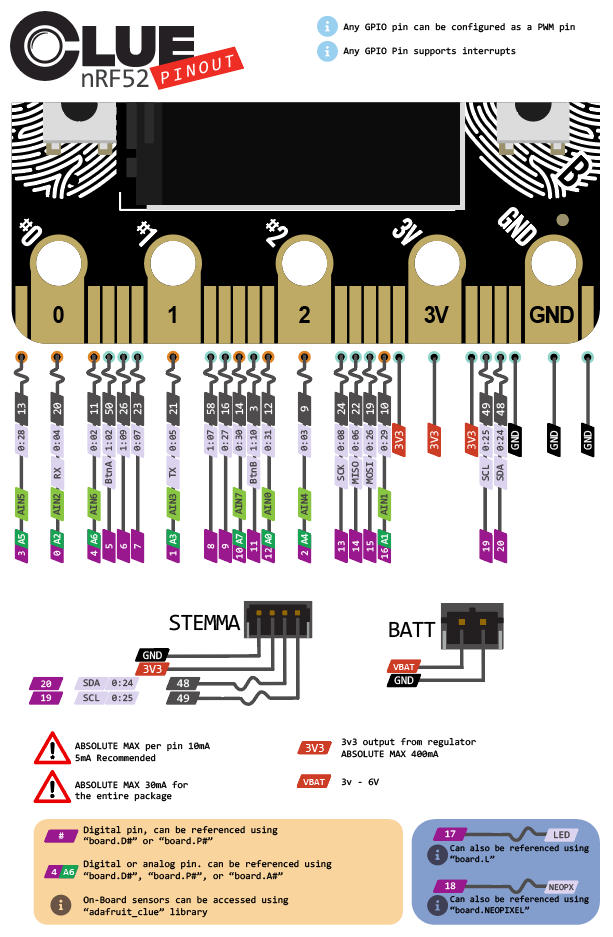 CLUE
nRF52 PINOUT
Any GPIO pin can be configured as a PWM pin
Any GPIO Pin supports interrupts
B
#0 #1 #2 3V GND
0 1 2 3V GND
13 20 11 50 26 23 21 58 16 14 3 12 9 24 22 19 10 49 48
0:28 0:04 0:02 1:02 1:09 0:07 0:05 1:07 0:27 0:30 1:10 0:31 0:03 0:08 0:06 0:26 0:29 3V3 3V3 3V3 0:25 0:24 GND GND GND
RX BtnA TX BtnB SCK MISO MOSI SCL SDA
AIN5 AIN2 AIN6 AIN3 AIN7 AIN0 AIN4 AIN1
A5 A2 A6 A3 A7 A0 A4 A1
3 0 4 5 6 7 1 8 9 10 11 12 2 13 14 15 16 19 20
STEMMA
GND
3V3
20 SDA 0:24 48
19 SCL 0:25 49
BATT
VBAT
GND
ABSOLUTE MAX per pin 10mA
5mA Recommended
ABSOLUTE MAX 30mA for
the entire package
3V3 3v3 output from regulator
ABSOLUTE MAX 400mA
VBAT 3v - 6V
# Digital pin, can be referenced using
“board.D#” or “board.P#”
4 A6 Digital or analog pin. can be referenced using
“board.D#”, “board.P#”, or “board.A#”
On-Board sensors can be accessed using
“adafruit_clue” library
17 LED
Can also be referenced using
“board.L”
18 NEOPX
Can also be referenced using
“board.NEOPIXEL”